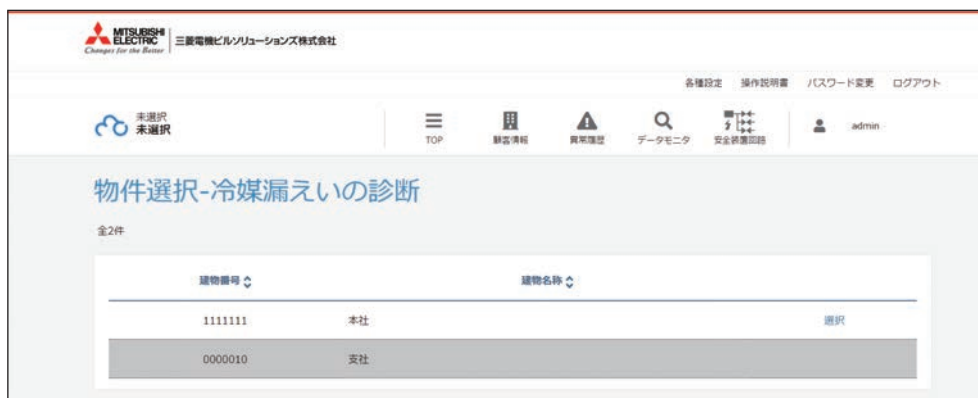 MITSUBISHI
ELECTRIC
Changes for the Better
三菱電機ビルソリューションズ株式会社
各種設定 操作説明書 パスワード変更 ログアウト
未選択
未選択
TOP 顧客情報 異常履歴 データモニタ 安全装置回路 admin
物件選択-冷媒漏えいの診断
全2件
建物番号 建物名称
1111111 本社 選択
0000010 支社